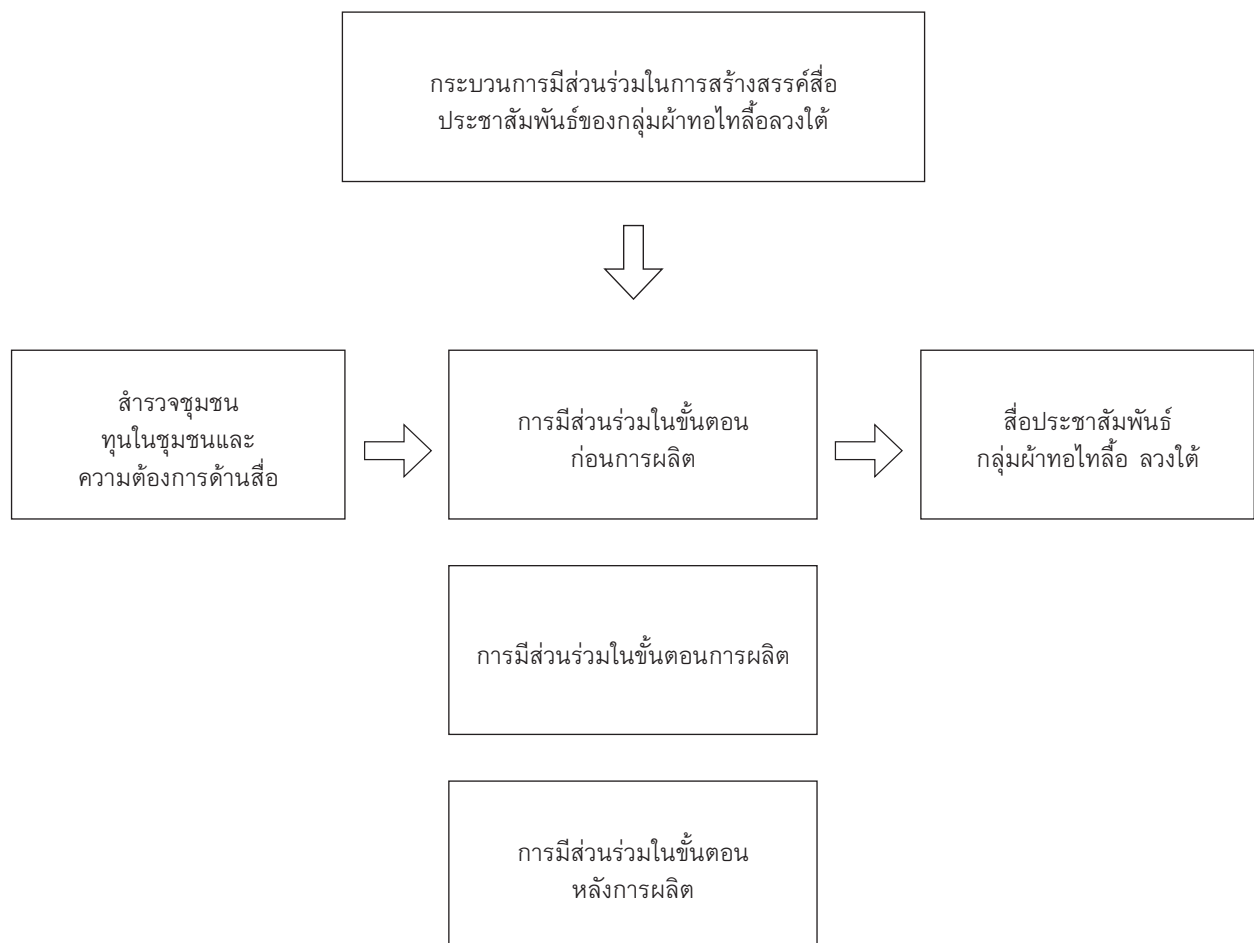 กระบวนการมีส่วนร่วมในการสร้างสรรค์สื่อ
ประชาสัมพันธ์ของกลุ่มผ้าทอไทลื้อลวงใต้
สำรวจชุมชน
ทุนในชุมชนและ
ความต้องการด้านสื่อ
การมีส่วนร่วมในขั้นตอน
ก่อนการผลิต
สื่อประชาสัมพันธ์
กลุ่มผ้าทอไทลื้อ ลวงใต้
การมีส่วนร่วมในขั้นตอนการผลิต
การมีส่วนร่วมในขั้นตอน
หลังการผลิต